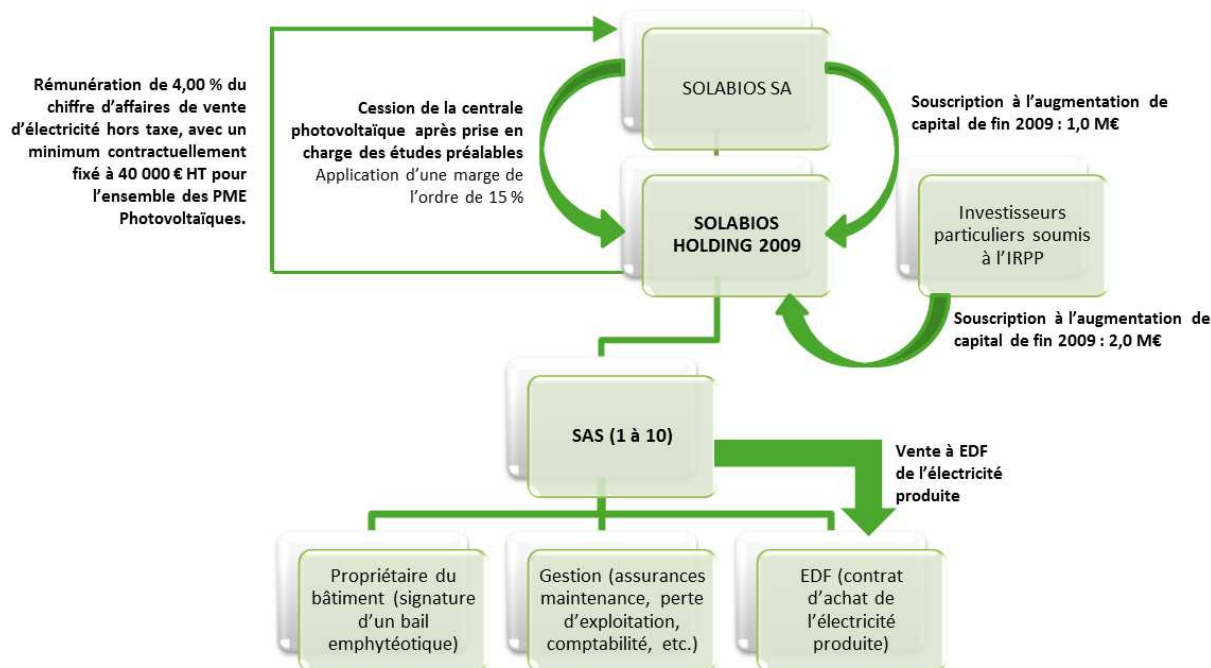 SOLABIOS SA
Rémunération de 4,00 % du
chiffre d'affaires de vente
d'électricité hors taxe, avec un
minimum contractuellement
fixé à 40 000 € HT pour
l'ensemble des PME
Photovoltaïques.
Cession de la centrale
photovoltaïque après prise en
charge des études préalables
Application d'une marge de
l'ordre de 15 %
Souscription à l'augmentation de
capital de fin 2009 : 1,0 M€
SOLABIOS
HOLDING 2009
Investisseurs
particuliers soumis
à l'IRPP
Souscription à l'augmentation de
capital de fin 2009 : 2,0 M€
SAS (1 à 10)
Vente à EDF
de l'électricité
produite
Propriétaire du
bâtiment (signature
d'un bail
emphytéotique)
Gestion (assurances
maintenance, perte
d'exploitation,
comptabilité, etc.)
EDF (contrat
d'achat de
l'électricité
produite)